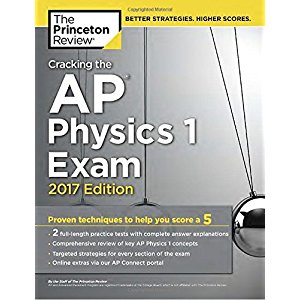 The
Princeton
Review®
BETTER STRATEGIES. HIGHER SCORES.
Cracking the
AP®
Physics 1
Exam
2017 Edition
Proven techniques to help you score a 5
• 2 full-length practice tests with complete answer explanations
• Comprehensive review of key AP Physics 1 concepts
• Targeted strategies for every section of the exam
• Online extras via our AP Connect portal
By the Staff of The Princeton Review